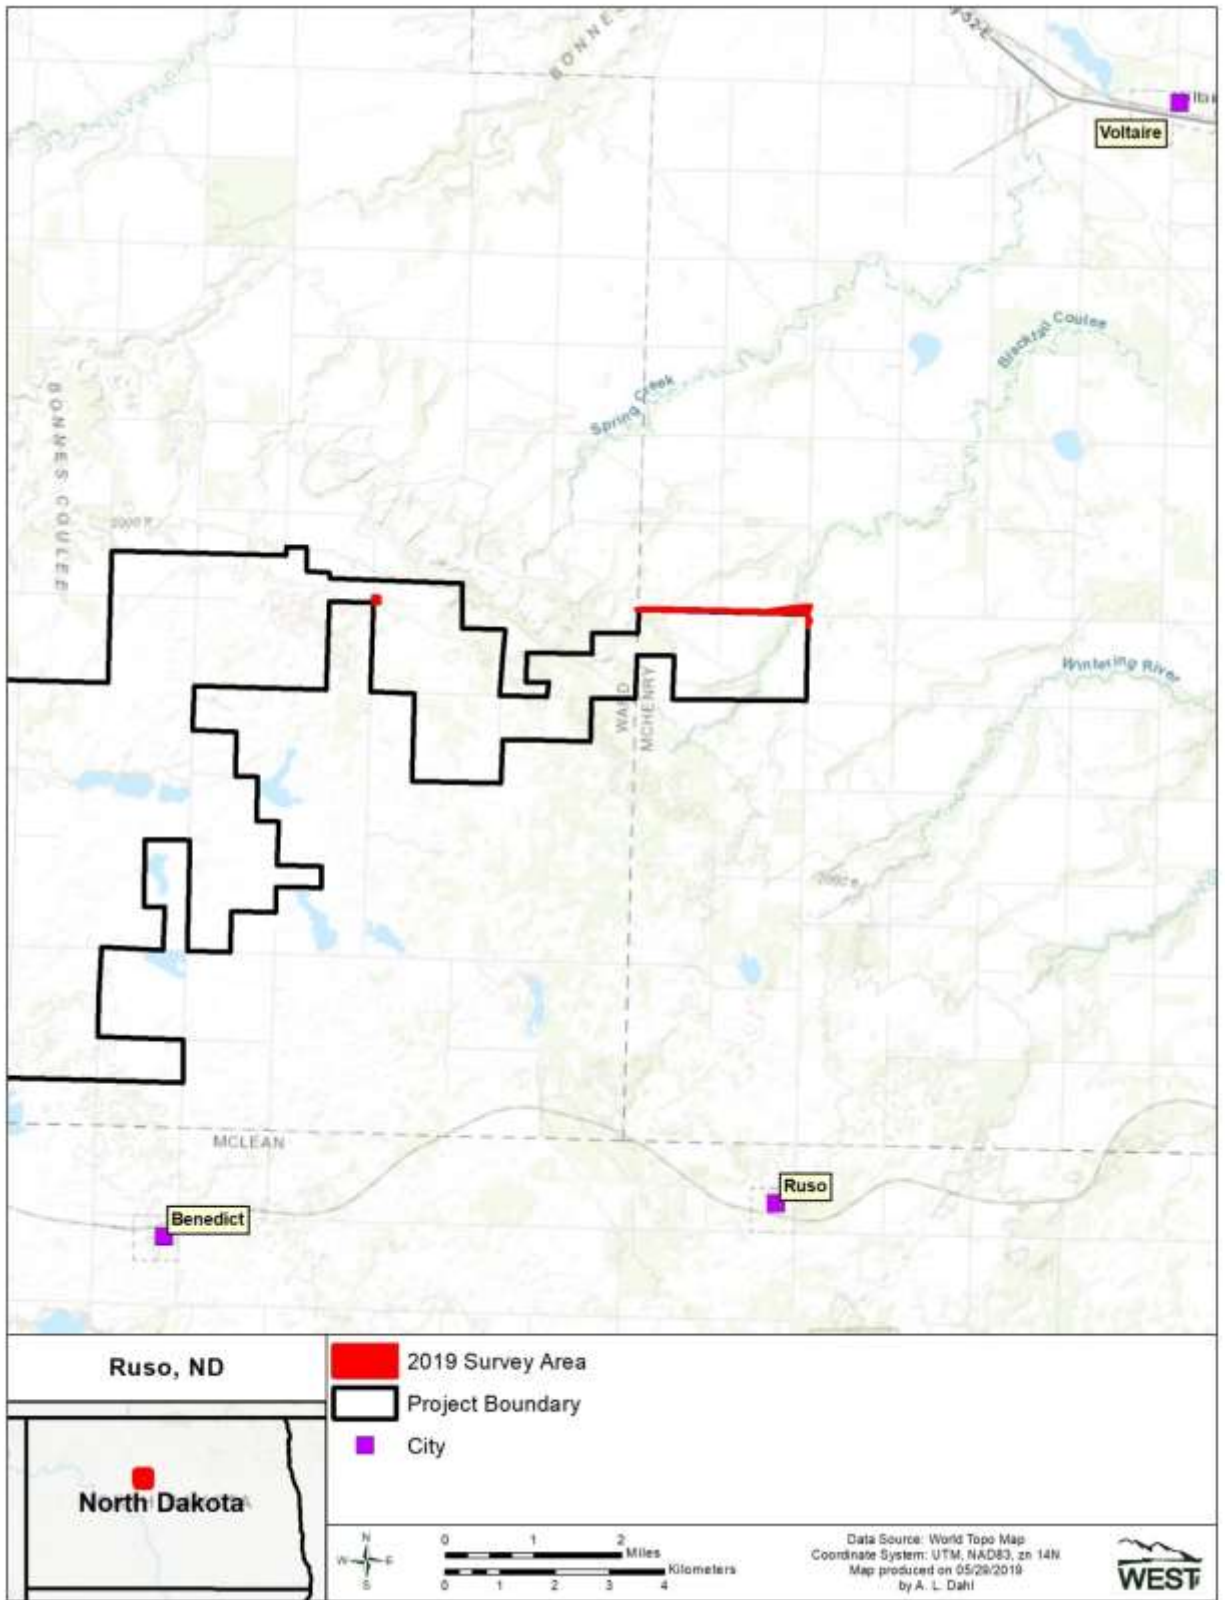 BONNES
Voltaire
Blacktail Coulee
Spring Creek
BONNES COULEE
2000 ft
Wintering River
WARD
MCHENRY
2000 ft
MCLEAN
Ruso
Benedict
Ruso, ND
North Dakota
2019 Survey Area
Project Boundary
City
N
W E
S
0 1 2
Miles
Kilometers
0 1 2 3 4
Data Source: World Topo Map
Coordinate System: UTM, NAD83, zn 14N
Map produced on 05/29/2019
by A. L. Dahl
WEST